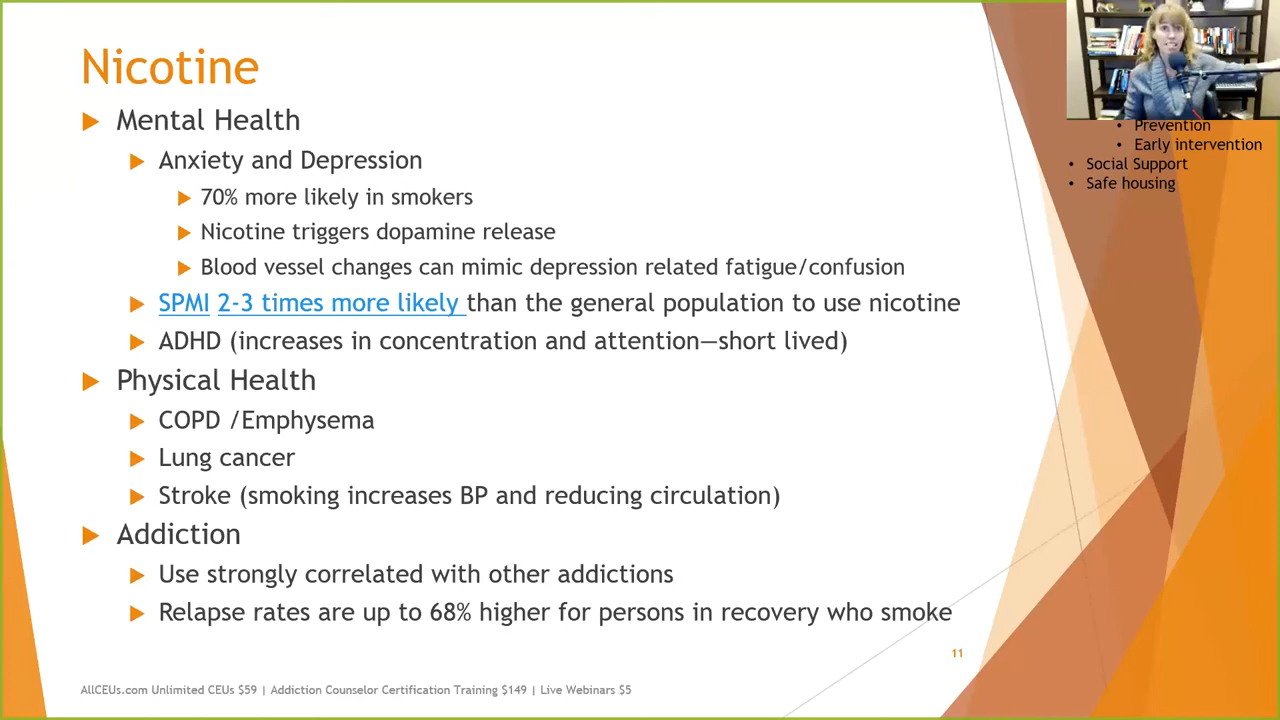 Nicotine
Mental Health
Anxiety and Depression
70% more likely in smokers
Nicotine triggers dopamine release
Blood vessel changes can mimic depression related fatigue/confusion
SPMI 2-3 times more likely than the general population to use nicotine
ADHD (increases in concentration and attention—short lived)
Physical Health
COPD /Emphysema
Lung cancer
Stroke (smoking increases BP and reducing circulation)
Addiction
Use strongly correlated with other addictions
Relapse rates are up to 68% higher for persons in recovery who smoke
• Prevention
• Early intervention
• Social Support
• Safe housing
11
AllCEUs.com Unlimited CEUs $59 | Addiction Counselor Certification Training $149 | Live Webinars $5